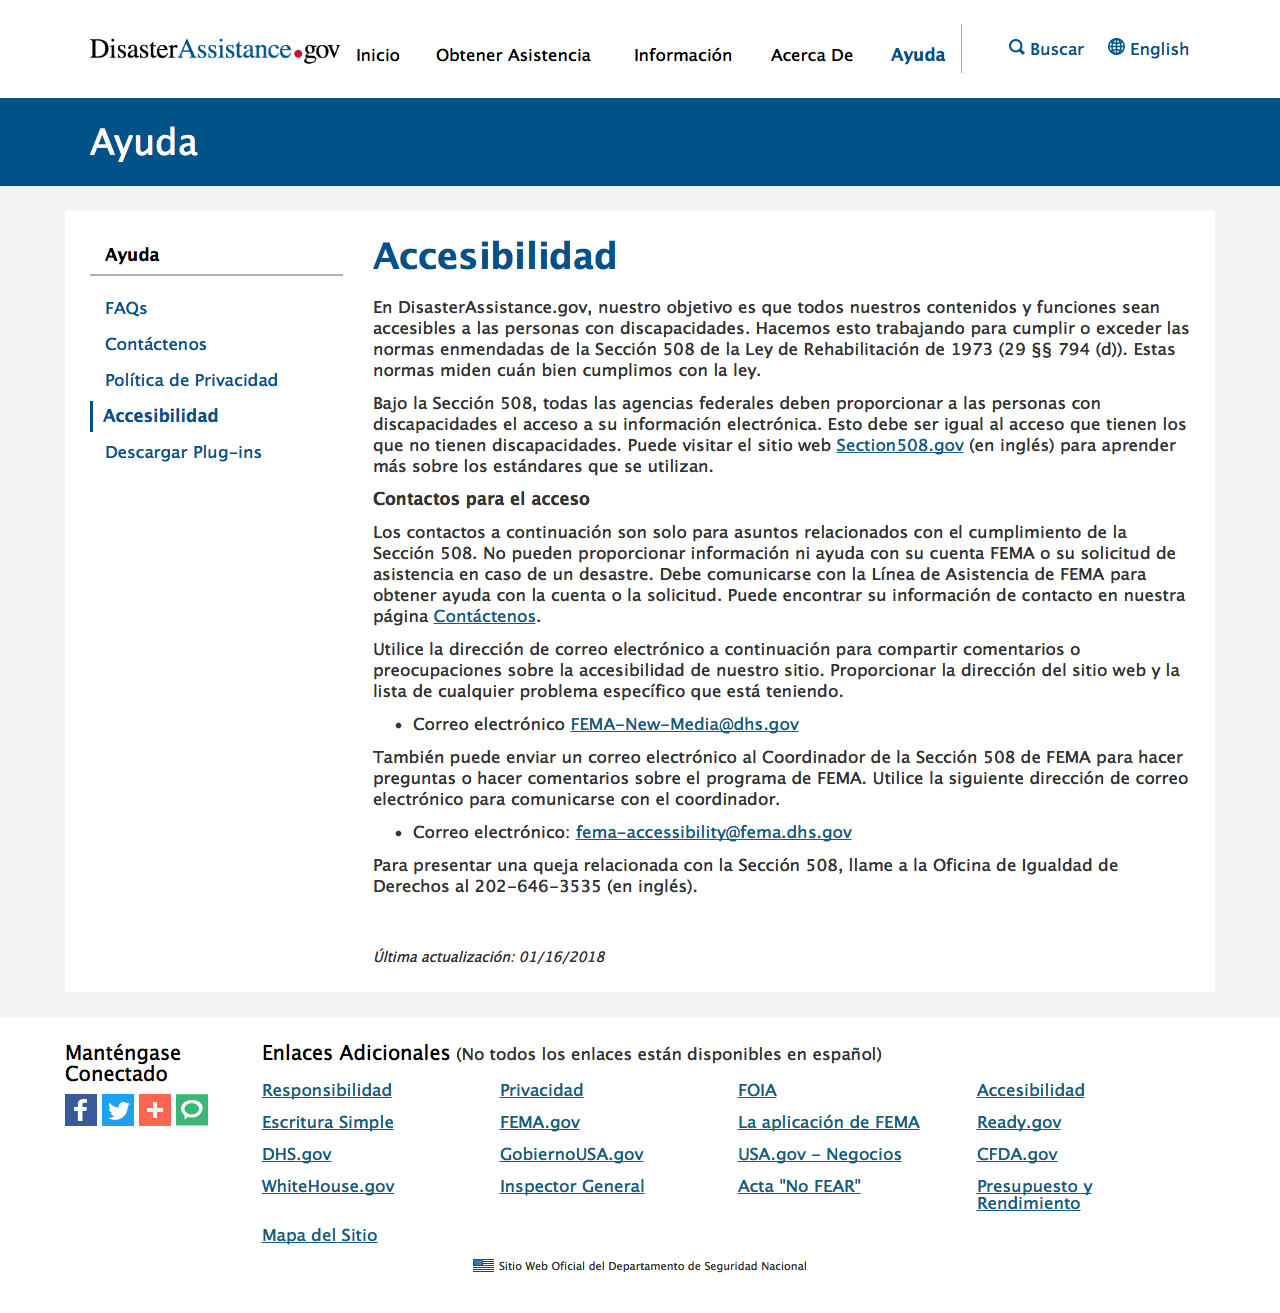 DisasterAssistance.gov
Inicio
Obtener Asistencia
Información
Acerca De
Ayuda
Buscar
English
Ayuda
Ayuda
FAQs
Contáctenos
Política de Privacidad
Accesibilidad
Descargar Plug-ins
Accesibilidad
En DisasterAssistance.gov, nuestro objetivo es que todos nuestros contenidos y funciones sean
accesibles a las personas con discapacidades. Hacemos esto trabajando para cumplir o exceder las
normas enmendadas de la Sección 508 de la Ley de Rehabilitación de 1973 (29 §§ 794 (d)). Estas
normas miden cuán bien cumplimos con la ley.
Bajo la Sección 508, todas las agencias federales deben proporcionar a las personas con
discapacidades el acceso a su información electrónica. Esto debe ser igual al acceso que tienen los
que no tienen discapacidades. Puede visitar el sitio web Section508.gov (en inglés) para aprender
más sobre los estándares que se utilizan.
Contactos para el acceso
Los contactos a continuación son solo para asuntos relacionados con el cumplimiento de la
Sección 508. No pueden proporcionar información ni ayuda con su cuenta FEMA o su solicitud de
asistencia en caso de un desastre. Debe comunicarse con la Línea de Asistencia de FEMA para
obtener ayuda con la cuenta o la solicitud. Puede encontrar su información de contacto en nuestra
página Contáctenos.
Utilice la dirección de correo electrónico a continuación para compartir comentarios o
preocupaciones sobre la accesibilidad de nuestro sitio. Proporcionar la dirección del sitio web y la
lista de cualquier problema específico que está teniendo.
• Correo electrónico FEMA-New-Media@dhs.gov
También puede enviar un correo electrónico al Coordinador de la Sección 508 de FEMA para hacer
preguntas o hacer comentarios sobre el programa de FEMA. Utilice la siguiente dirección de correo
electrónico para comunicarse con el coordinador.
• Correo electrónico: fema-accessibility@fema.dhs.gov
Para presentar una queja relacionada con la Sección 508, llame a la Oficina de Igualdad de
Derechos al 202-646-3535 (en inglés).
Última actualización: 01/16/2018
Manténgase
Conectado
Enlaces Adicionales (No todos los enlaces están disponibles en español)
Responsibilidad
Privacidad
FOIA
Accesibilidad
Escritura Simple
FEMA.gov
La aplicación de FEMA
Ready.gov
DHS.gov
GobiernoUSA.gov
USA.gov - Negocios
CFDA.gov
WhiteHouse.gov
Inspector General
Acta "No FEAR"
Presupuesto y
Rendimiento
Mapa del Sitio
Sitio Web Oficial del Departamento de Seguridad Nacional